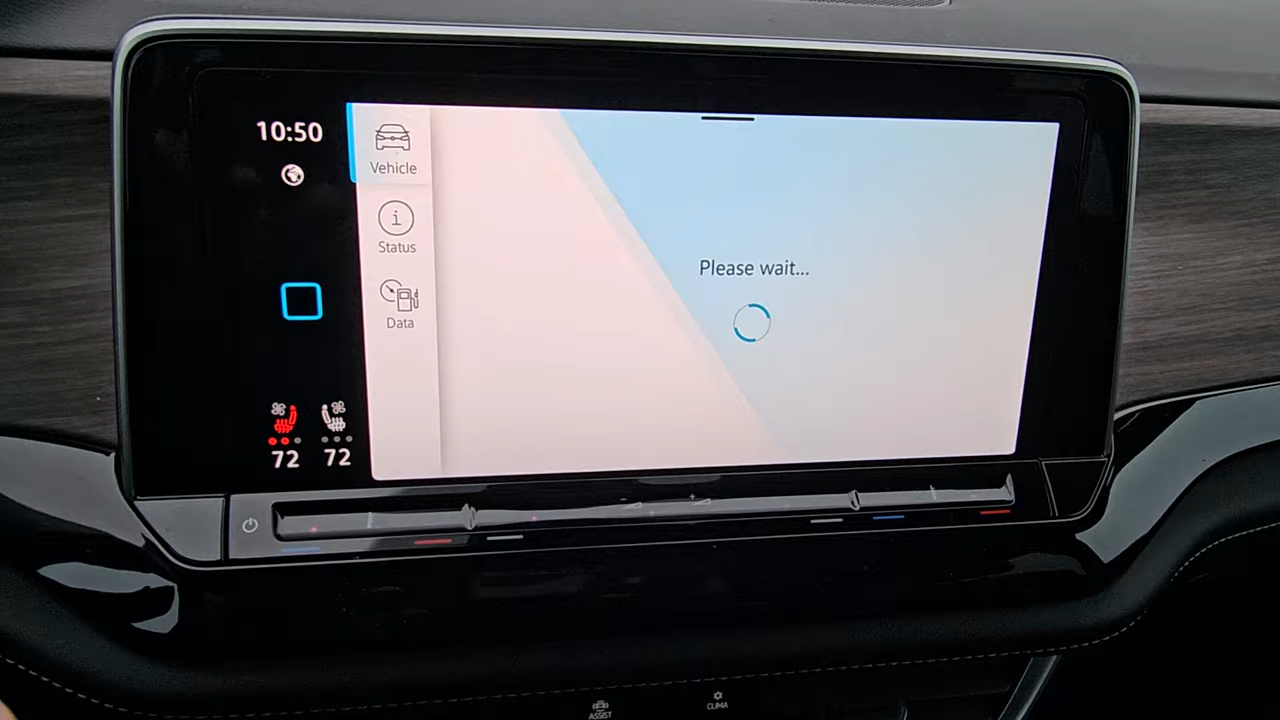 10:50
Vehicle
Status
Data
Please wait...
72
72
ASSIST
CLIMA